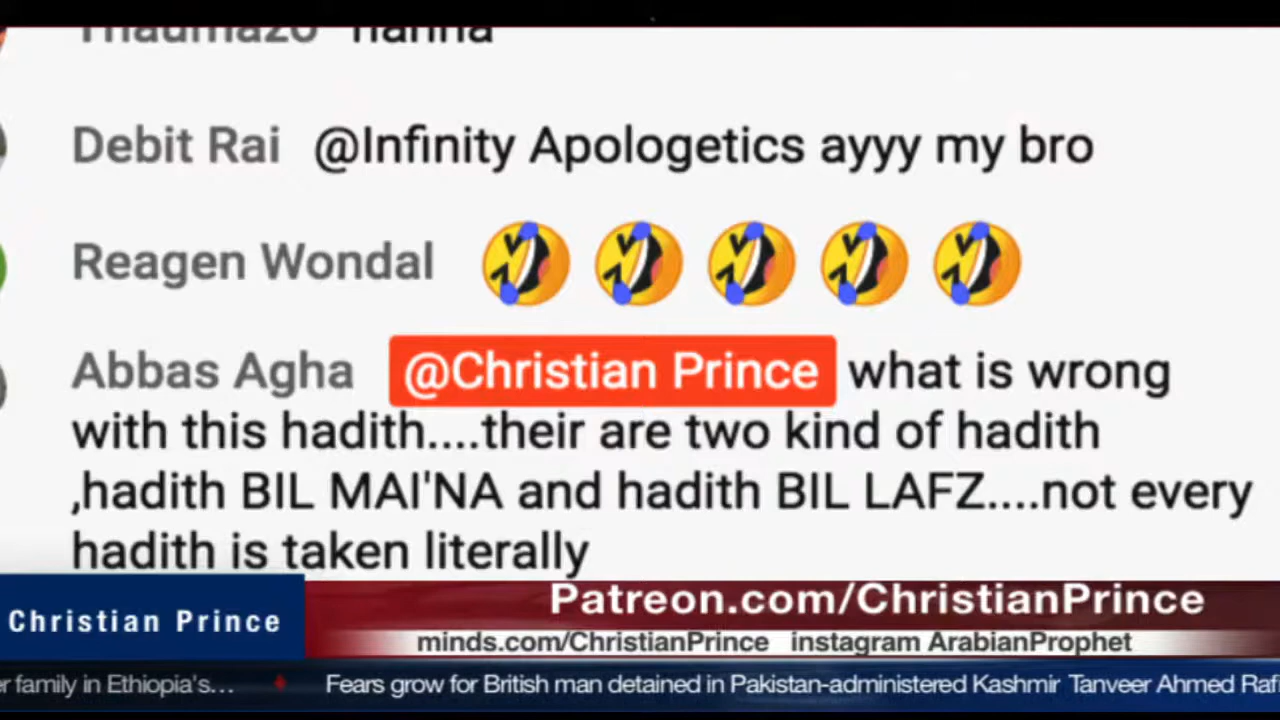 Thaumazo haha
Debit Rai @Infinity Apologetics ayyy my bro
Reagen Wondal 🤣 🤣 🤣 🤣 🤣
Abbas Agha @Christian Prince what is wrong
with this hadith....their are two kind of hadith
,hadith BIL MAI'NA and hadith BIL LAFZ....not every
hadith is taken literally
Christian Prince
Patreon.com/ChristianPrince
minds.com/ChristianPrince instagram ArabianProphet
family in Ethiopia's... Fears grow for British man detained in Pakistan-administered Kashmir Tanveer Ahmed